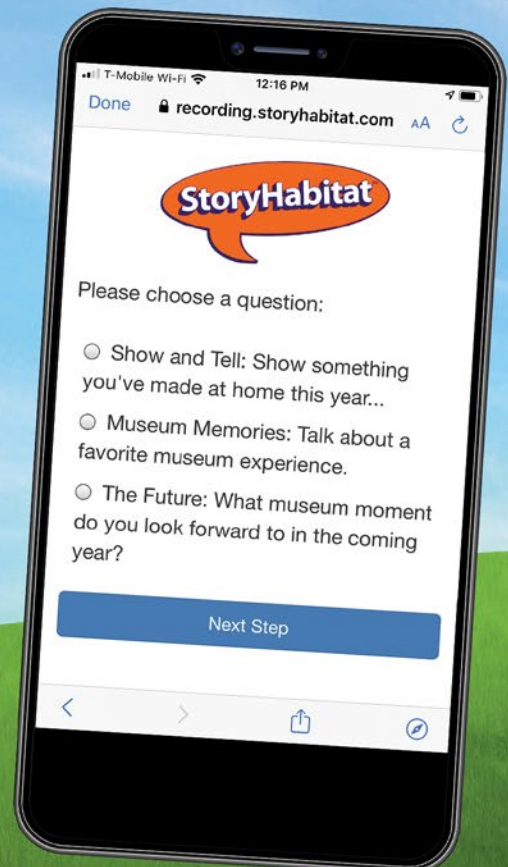 T-Mobile Wi-Fi 12:16 PM
Done recording.storyhabitat.com AA
StoryHabitat
Please choose a question:
Show and Tell: Show something
you've made at home this year...
Museum Memories: Talk about a
favorite museum experience.
The Future: What museum moment
do you look forward to in the coming
year?
Next Step